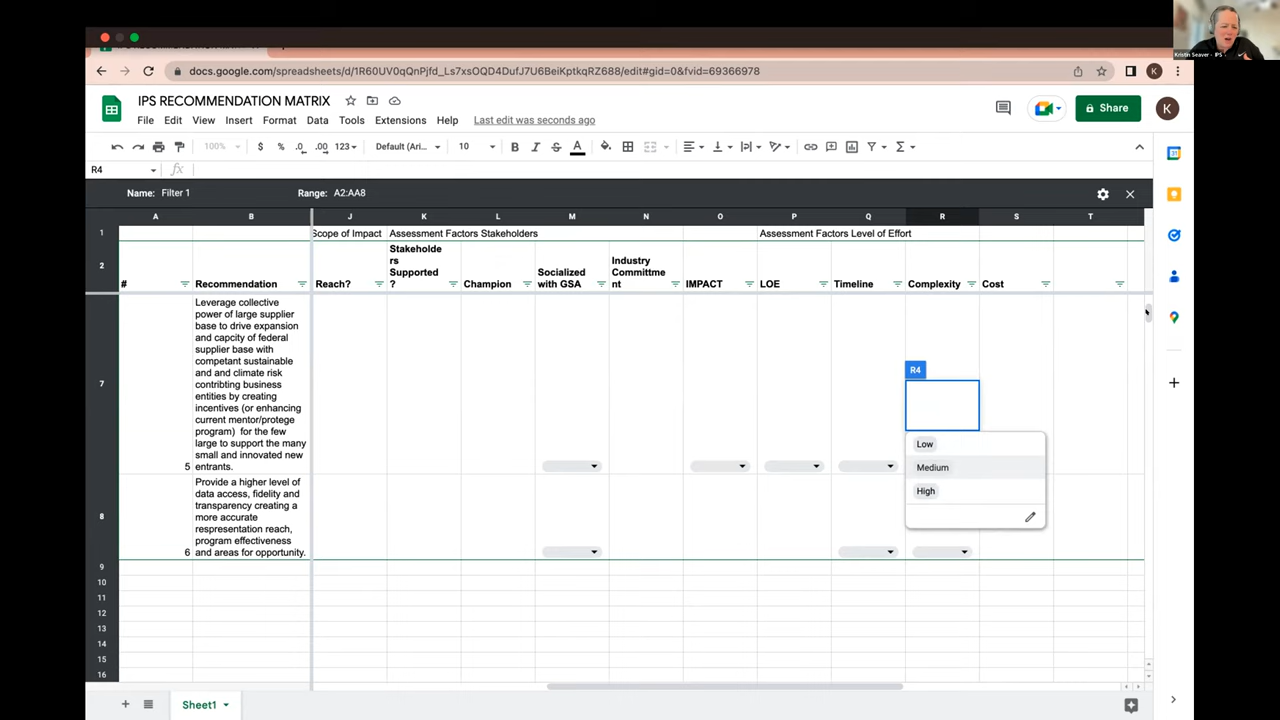 Kristin Seaver - IPS
docs.google.com/spreadsheets/d/1R60UV0qQnPjfd_Ls7xsOQD4DufJ7U6BeiKptkqRZ688/edit#gid=0&fvid=69366978
K
IPS RECOMMENDATION MATRIX
File Edit View Insert Format Data Tools Extensions Help Last edit was seconds ago
Share
K
100% $ % .0 .00 123 Default (Ari... 10 B I S A
R4 fx
Name: Filter 1 Range: A2:AA8
A B J K L M N O P Q R S T
1 Scope of Impact Assessment Factors Stakeholders Assessment Factors Level of Effort
Stakeholde
rs
Supported
?
Socialized
with GSA
Industry
Committme
nt
2
# Recommendation Reach? Champion IMPACT LOE Timeline Complexity Cost
Leverage collective
power of large supplier
base to drive expansion
and capcity of federal
supplier base with
competant sustainable
and and climate risk
contribting business
entities by creating
incentives (or enhancing
current mentor/protege
program) for the few
large to support the many
small and innovated new
5 entrants.
7
R4
Low
Medium
High
Provide a higher level of
data access, fidelity and
transparency creating a
more accurate
respresentation reach,
program effectiveness
6 and areas for opportunity.
8
9
10
11
12
13
14
15
16
Sheet1